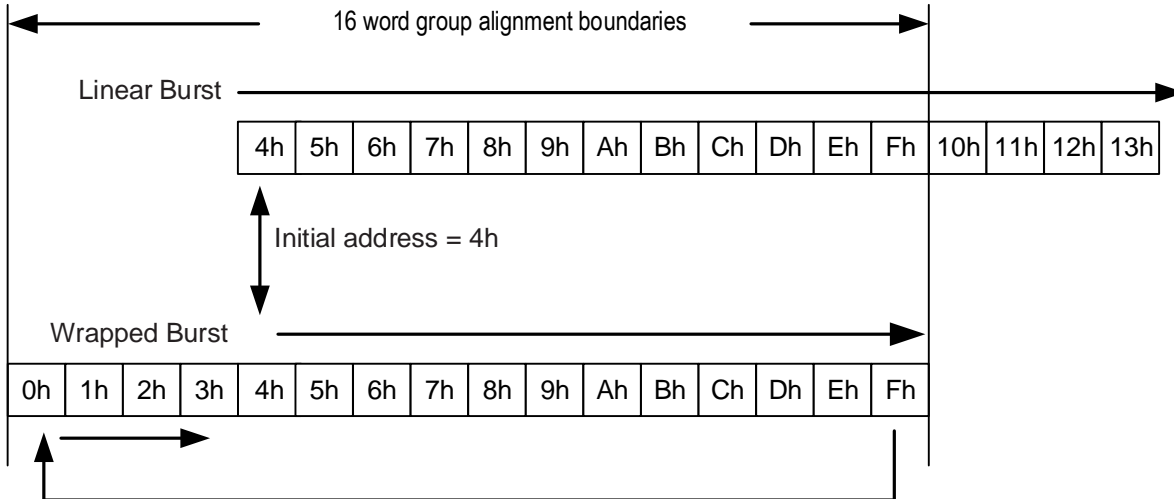 16 word group alignment boundaries
Linear Burst
4h 5h 6h 7h 8h 9h Ah Bh Ch Dh Eh Fh 10h 11h 12h 13h
Initial address = 4h
Wrapped Burst
0h 1h 2h 3h 4h 5h 6h 7h 8h 9h Ah Bh Ch Dh Eh Fh